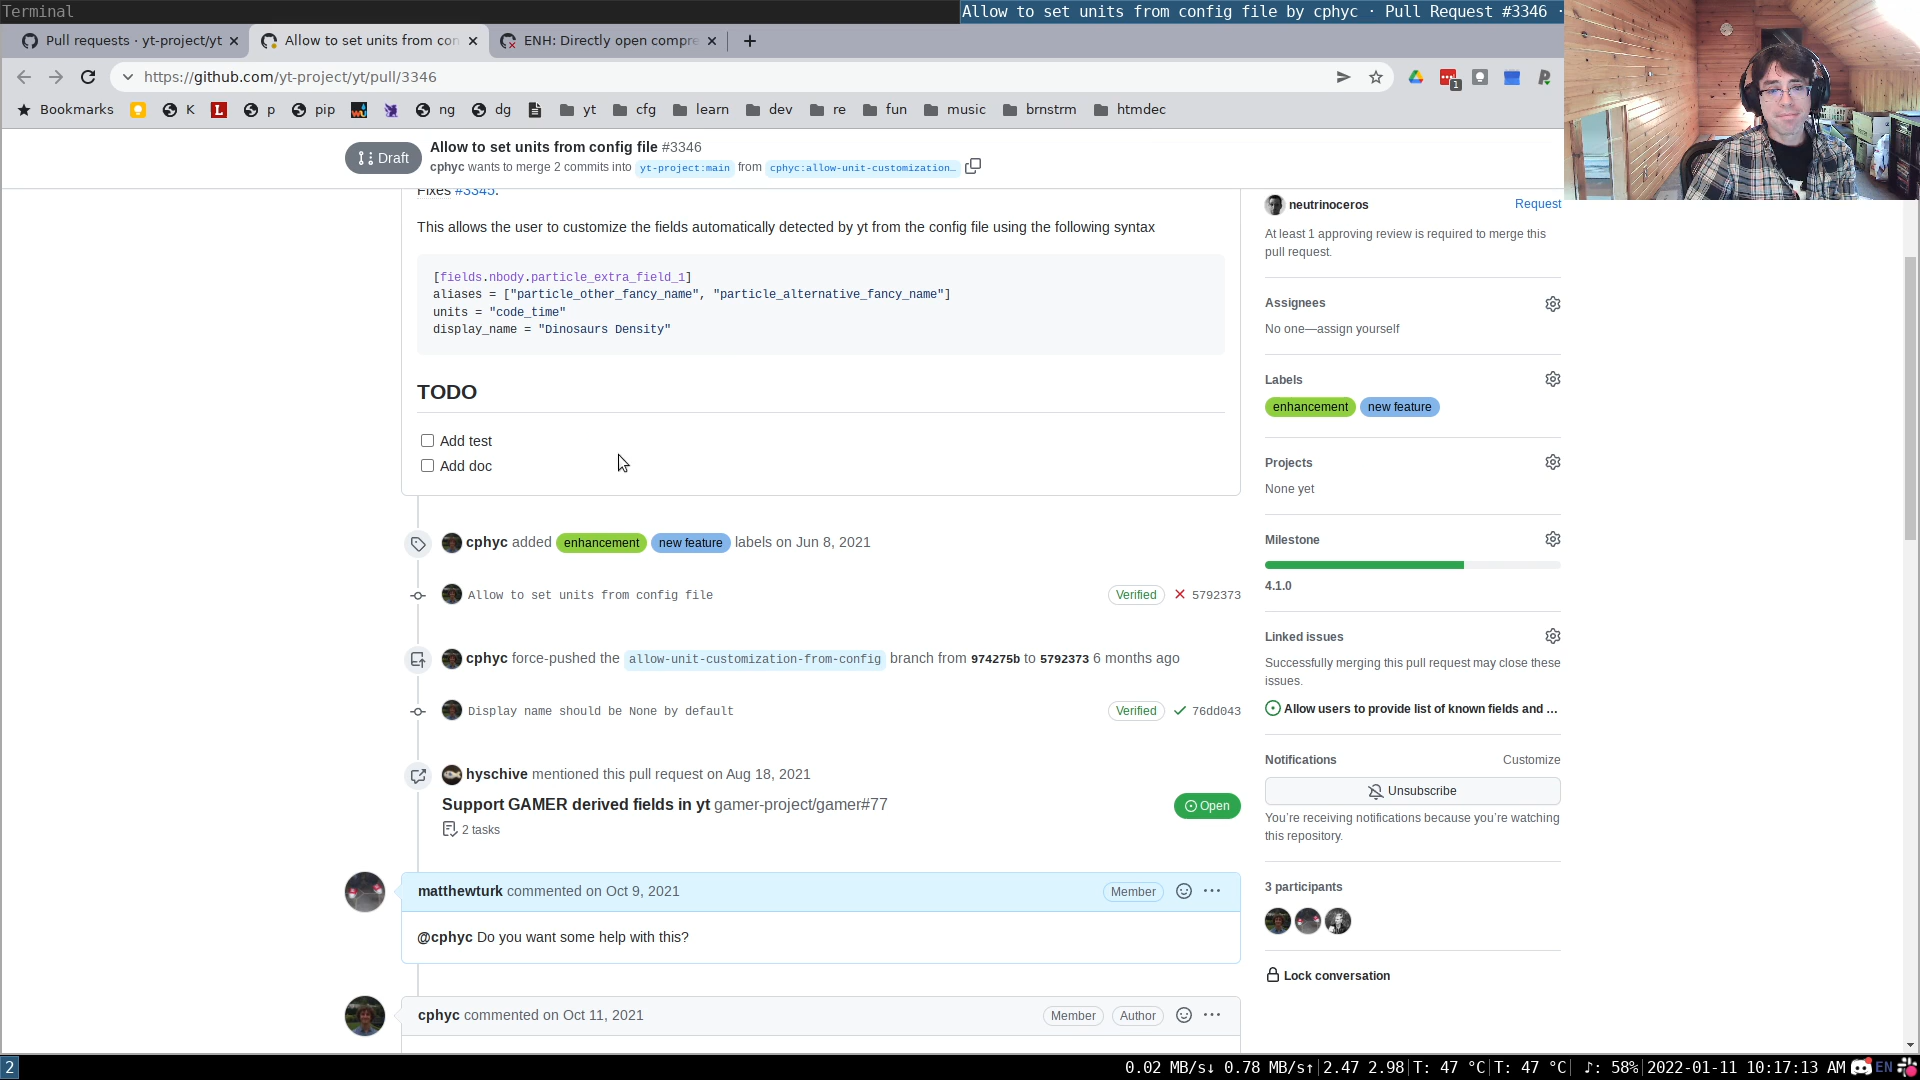 Terminal
Allow to set units from config file by cphyc · Pull Request #3346 ·
Pull requests · yt-project/yt
Allow to set units from con
ENH: Directly open compre
https://github.com/yt-project/yt/pull/3346
1
Bookmarks K L p pip ng dg yt cfg learn dev re fun music brnstrm htmdec
Draft
Allow to set units from config file #3346
cphyc wants to merge 2 commits into yt-project:main from cphyc:allow-unit-customization…
Fixes #3345.
This allows the user to customize the fields automatically detected by yt from the config file using the following syntax
[fields.nbody.particle_extra_field_1]
aliases = ["particle_other_fancy_name", "particle_alternative_fancy_name"]
units = "code_time"
display_name = "Dinosaurs Density"
TODO
Add test
Add doc
cphyc added enhancement new feature labels on Jun 8, 2021
Allow to set units from config file Verified 5792373
cphyc force-pushed the allow-unit-customization-from-config branch from 974275b to 5792373 6 months ago
Display name should be None by default Verified 76dd043
hyschive mentioned this pull request on Aug 18, 2021
Support GAMER derived fields in yt gamer-project/gamer#77
Open
2 tasks
matthewturk commented on Oct 9, 2021 Member
@cphyc Do you want some help with this?
cphyc commented on Oct 11, 2021 Member Author
neutrinoceros Request
At least 1 approving review is required to merge this
pull request.
Assignees
No one—assign yourself
Labels
enhancement new feature
Projects
None yet
Milestone
4.1.0
Linked issues
Successfully merging this pull request may close these
issues.
Allow users to provide list of known fields and …
Notifications Customize
Unsubscribe
You're receiving notifications because you're watching
this repository.
3 participants
Lock conversation
2
0.02 MB/s↓ 0.78 MB/s↑ | 2.47 2.98 | T: 47 °C | T: 47 °C | ♪: 58% | 2022-01-11 10:17:13 AM EN